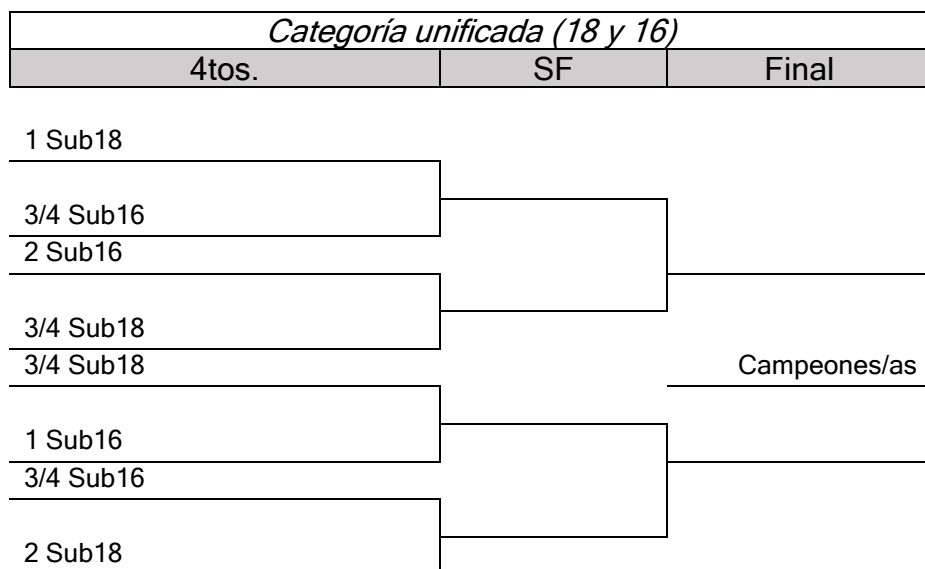 Categoría unificada (18 y 16)
4tos. SF Final
1 Sub18
3/4 Sub16
2 Sub16
3/4 Sub18
3/4 Sub18 Campeones/as
1 Sub16
3/4 Sub16
2 Sub18